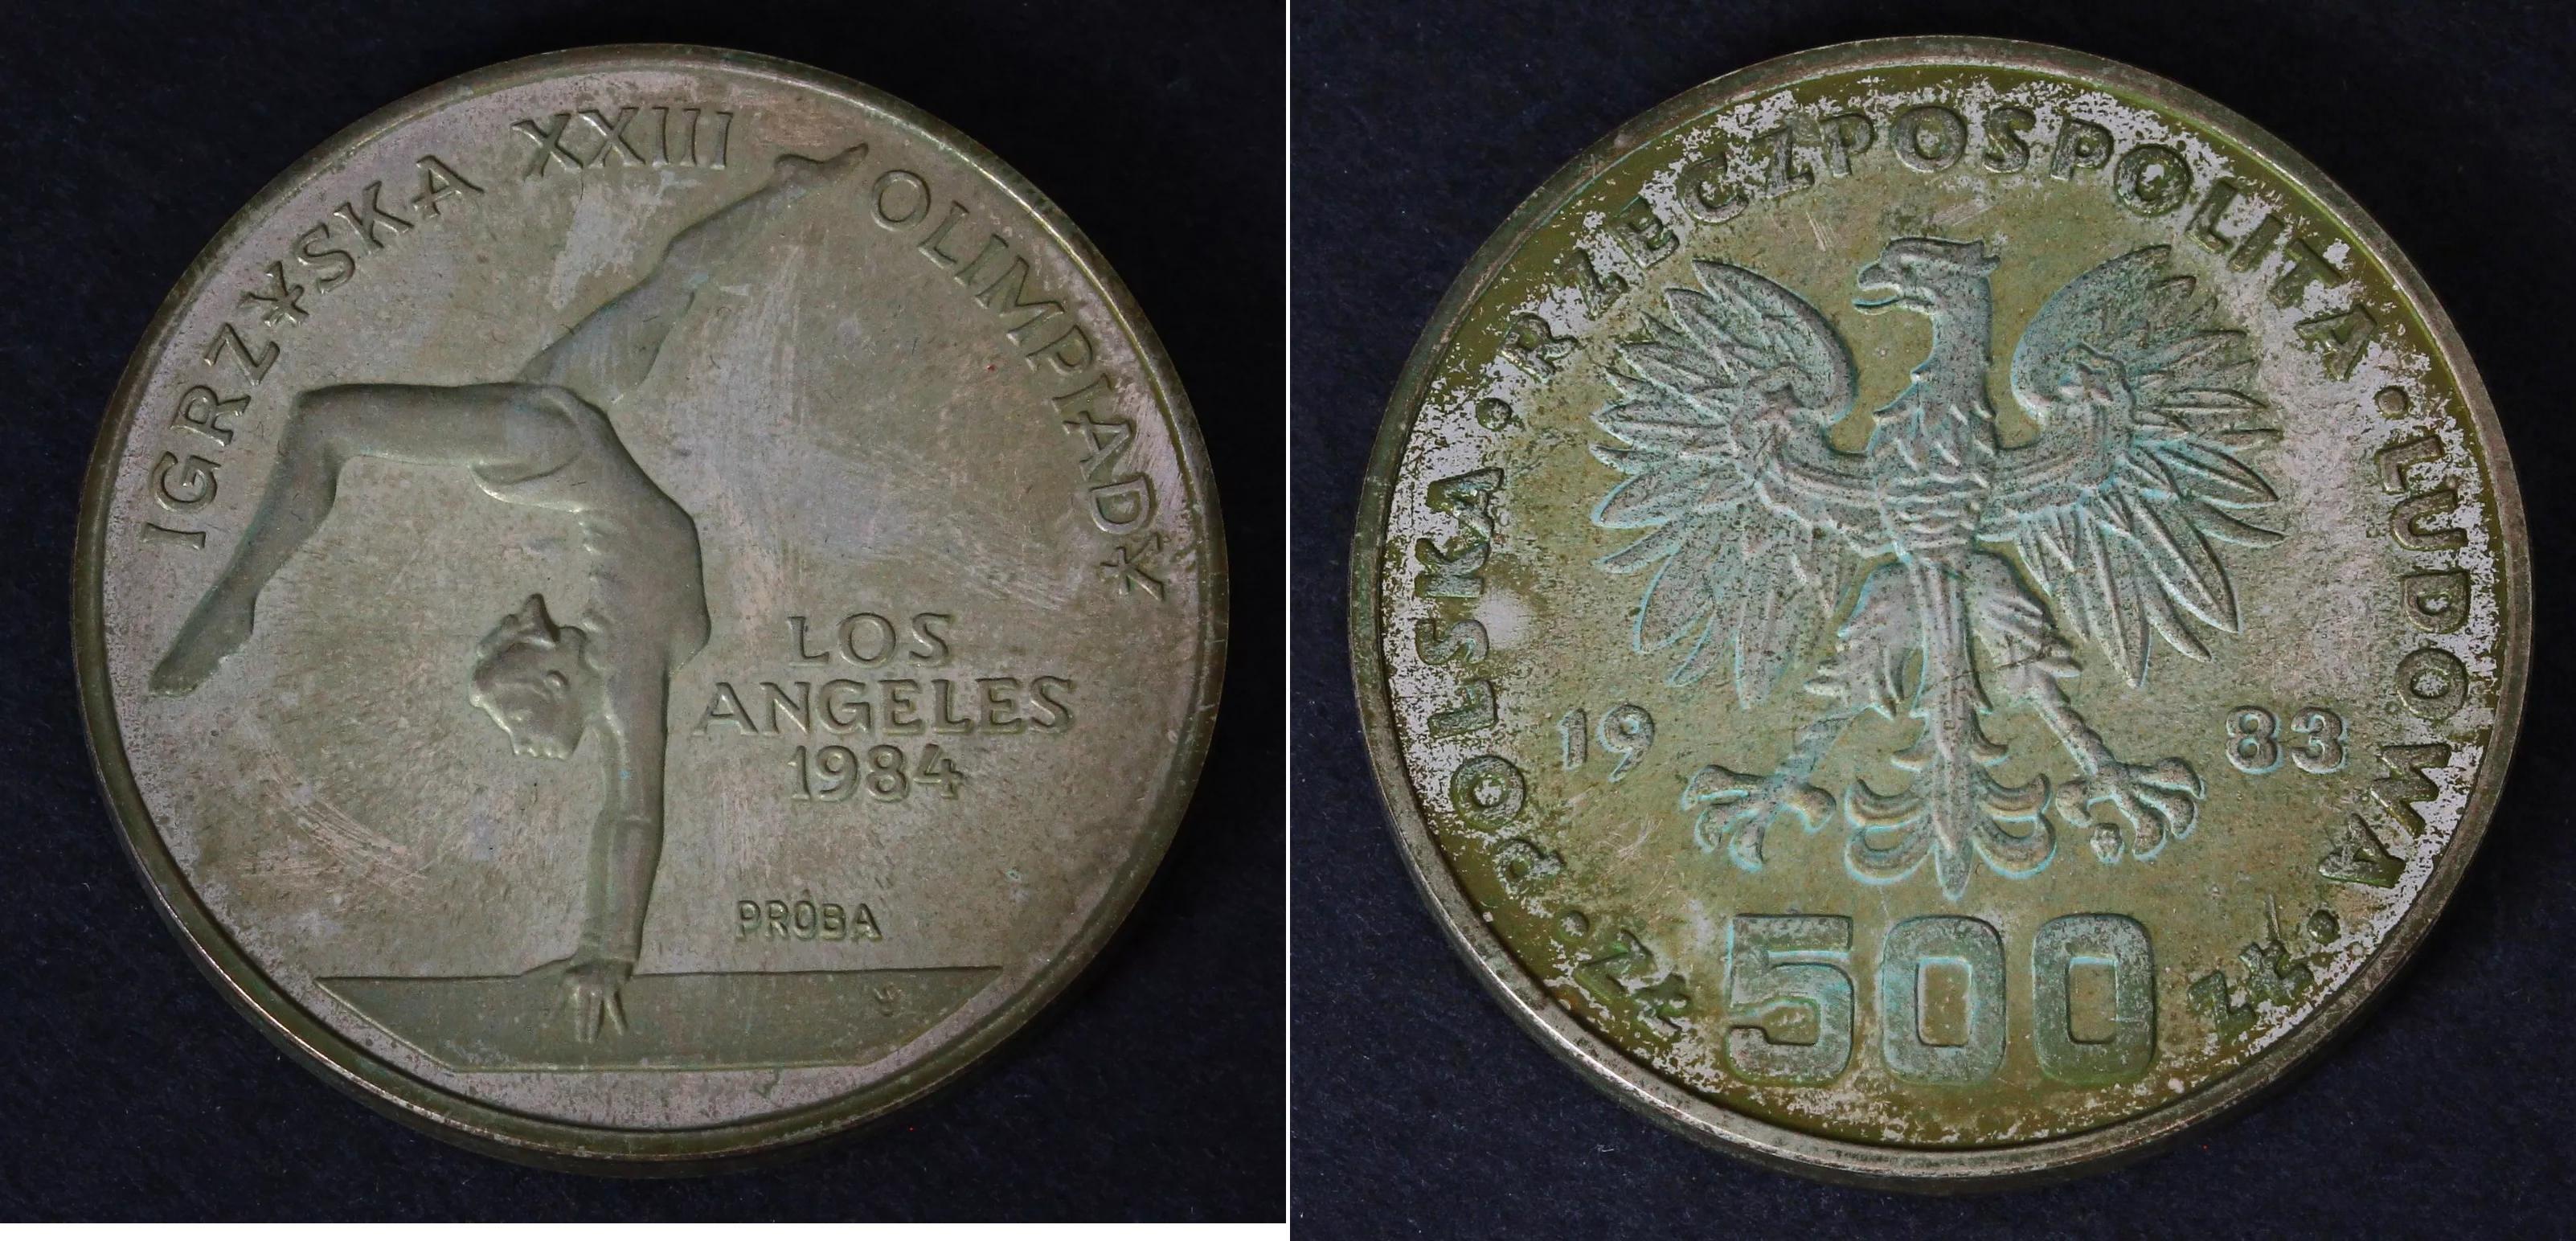 IGRZYSKA XXIII OLIMPIADY
LOS
ANGELES
1984
PRÓBA
POLSKA · RZECZPOSPOLITA · LUDOWA
19 83
· ZŁ 500 ZŁ ·